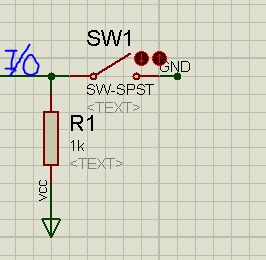 SW1
I/O
GND
SW-SPST
<TEXT>
R1
1k
<TEXT>
VCC